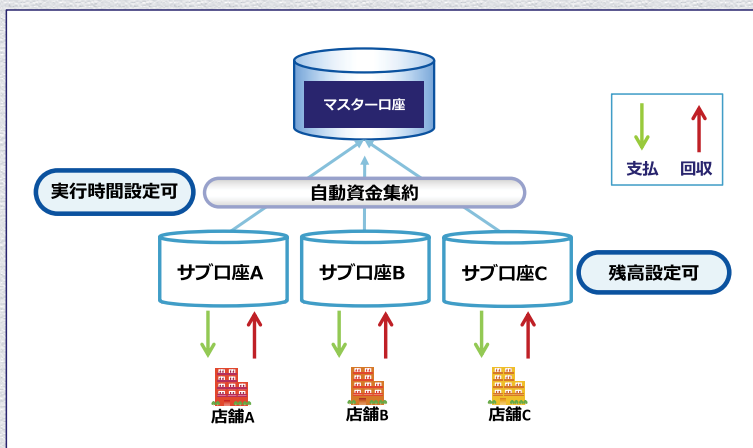 マスター口座
支払
回収
実行時間設定可
自動資金集約
サブ口座A
サブ口座B
サブ口座C
残高設定可
店舗A
店舗B
店舗C